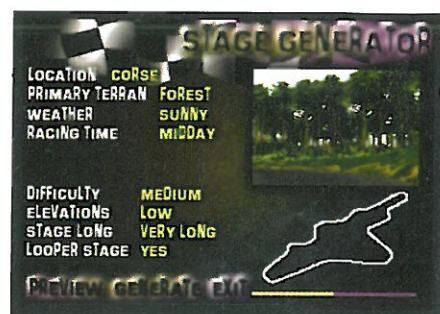 STAGE GENERATOR
LOCATION CORSE
PRIMARY TERRAN FOREST
WEATHER SUNNY
RACING TIME MIDDAY
DIFFICULTY MEDIUM
ELEVATIONS LOW
STAGE LONG VERY LONG
LOOPER STAGE YES
PREVIEW GENERATE EXIT